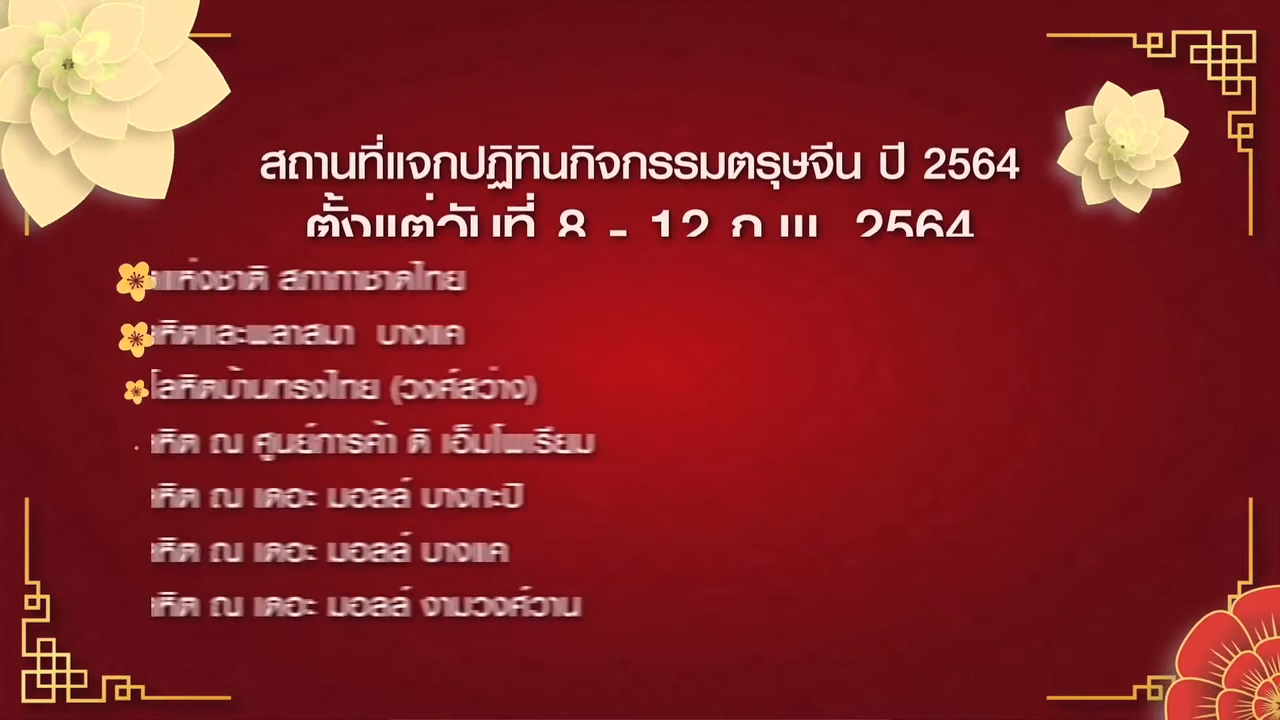 สถานที่แจกปฏิทินกิจกรรมตรุษจีน ปี 2564
ตั้งแต่วันที่ 8 - 12 ก.พ. 2564
แห่งชาติ สภากาชาดไทย
หิตและพลาสมา บางแค
โลหิตบ้านทรงไทย (วงศ์สว่าง)
หิต ณ ศูนย์การค้า ดิ เอ็มโพเรียม
หิต ณ เดอะ มอลล์ บางกะปิ
หิต ณ เดอะ มอลล์ บางแค
หิต ณ เดอะ มอลล์ งามวงศ์วาน